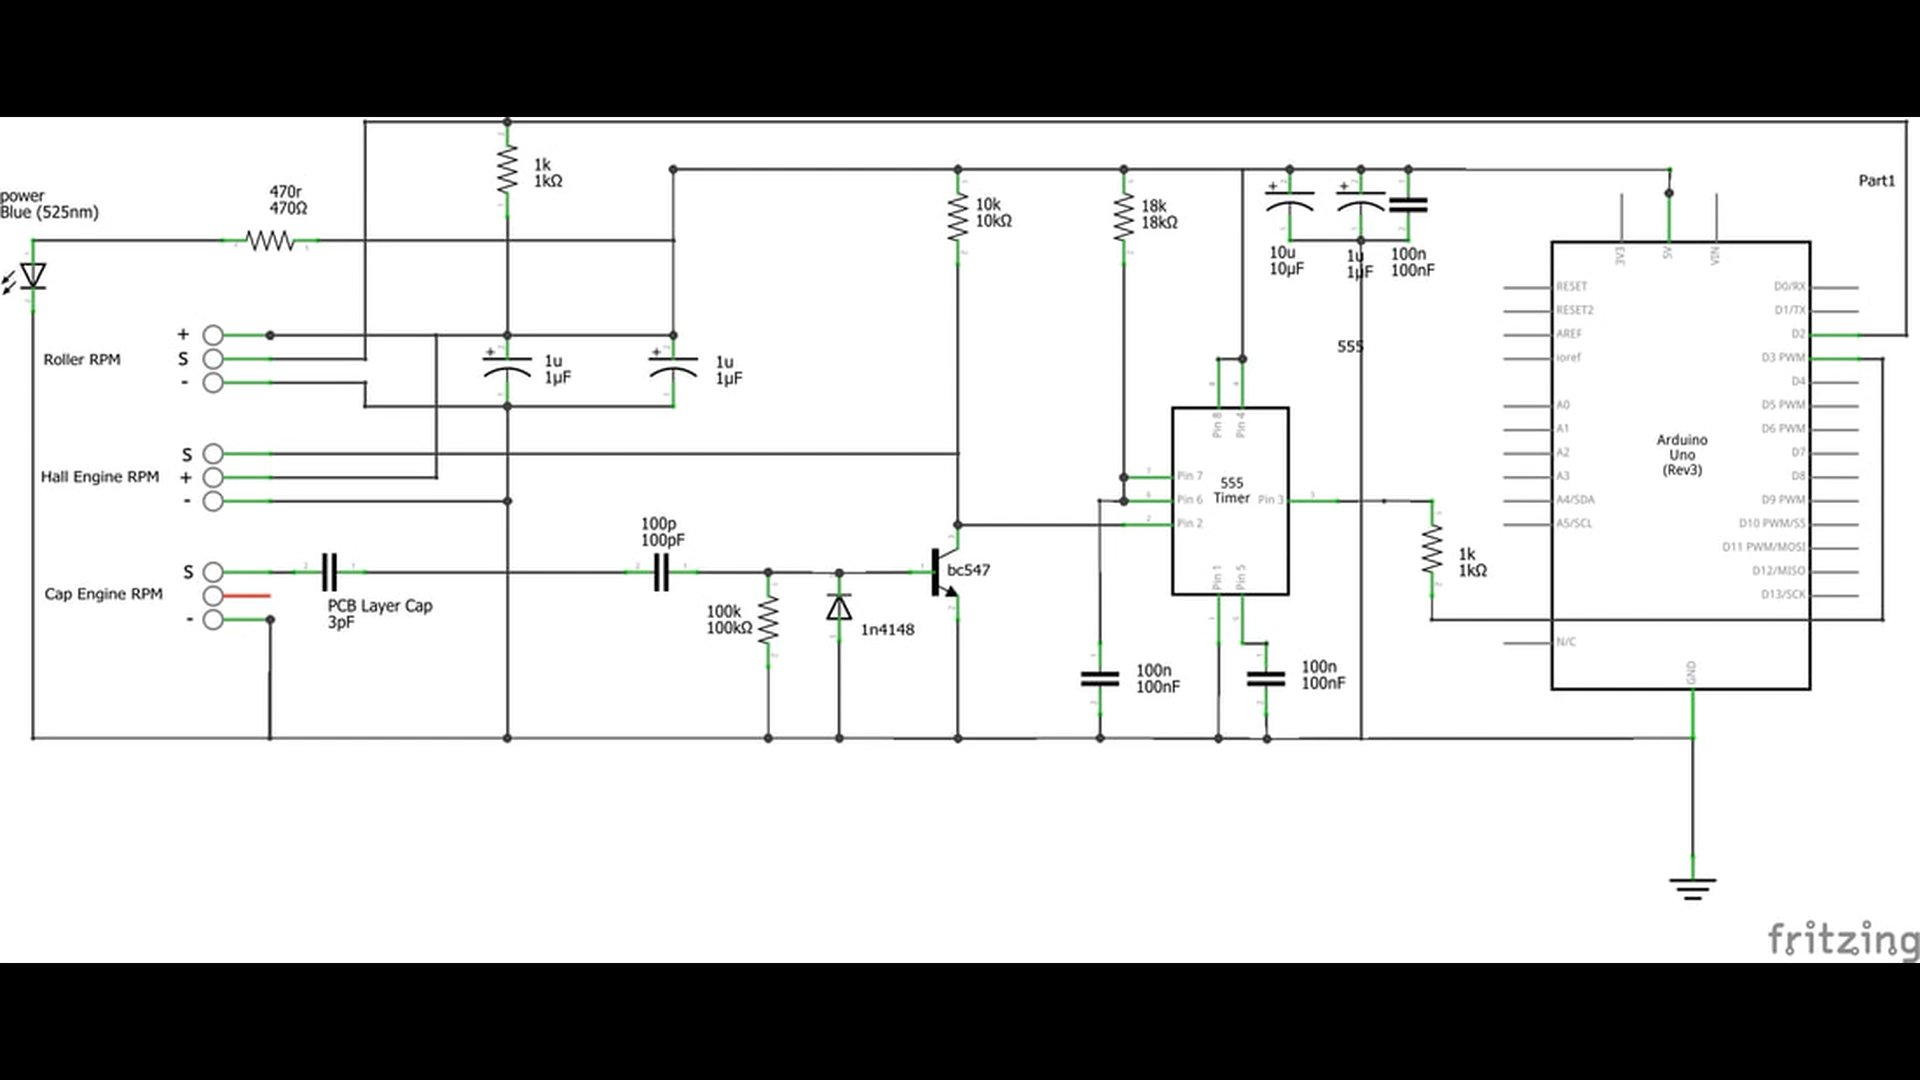 power
Blue (525nm)
470r
470Ω
1k
1kΩ
10k
10kΩ
18k
18kΩ
+
10u
10µF
+
1u
1µF
100n
100nF
Part1
+
Roller RPM
S
-
+
1u
1µF
+
1u
1µF
555
S
Hall Engine RPM
+
-
S
Cap Engine RPM
-
PCB Layer Cap
3pF
100p
100pF
100k
100kΩ
1n4148
bc547
Pin 8
Pin 4
Pin 7
Pin 6
Pin 2
555
Timer
Pin 3
Pin 1
Pin 5
100n
100nF
100n
100nF
1k
1kΩ
3V3
5V
VIN
RESET
RESET2
AREF
ioref
A0
A1
A2
A3
A4/SDA
A5/SCL
N/C
Arduino
Uno
(Rev3)
D0/RX
D1/TX
D2
D3 PWM
D4
D5 PWM
D6 PWM
D7
D8
D9 PWM
D10 PWM/SS
D11 PWM/MOSI
D12/MISO
D13/SCK
GND
fritzing